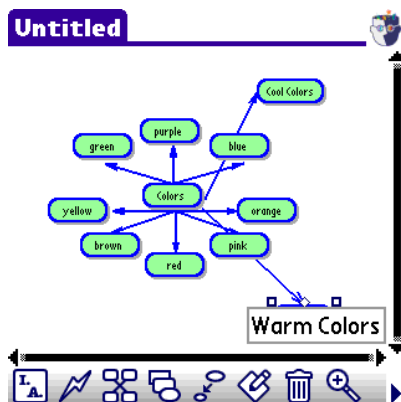 Untitled
Cool Colors
purple
green
blue
Colors
yellow
orange
brown
pink
red
Warm Colors
I.
A.